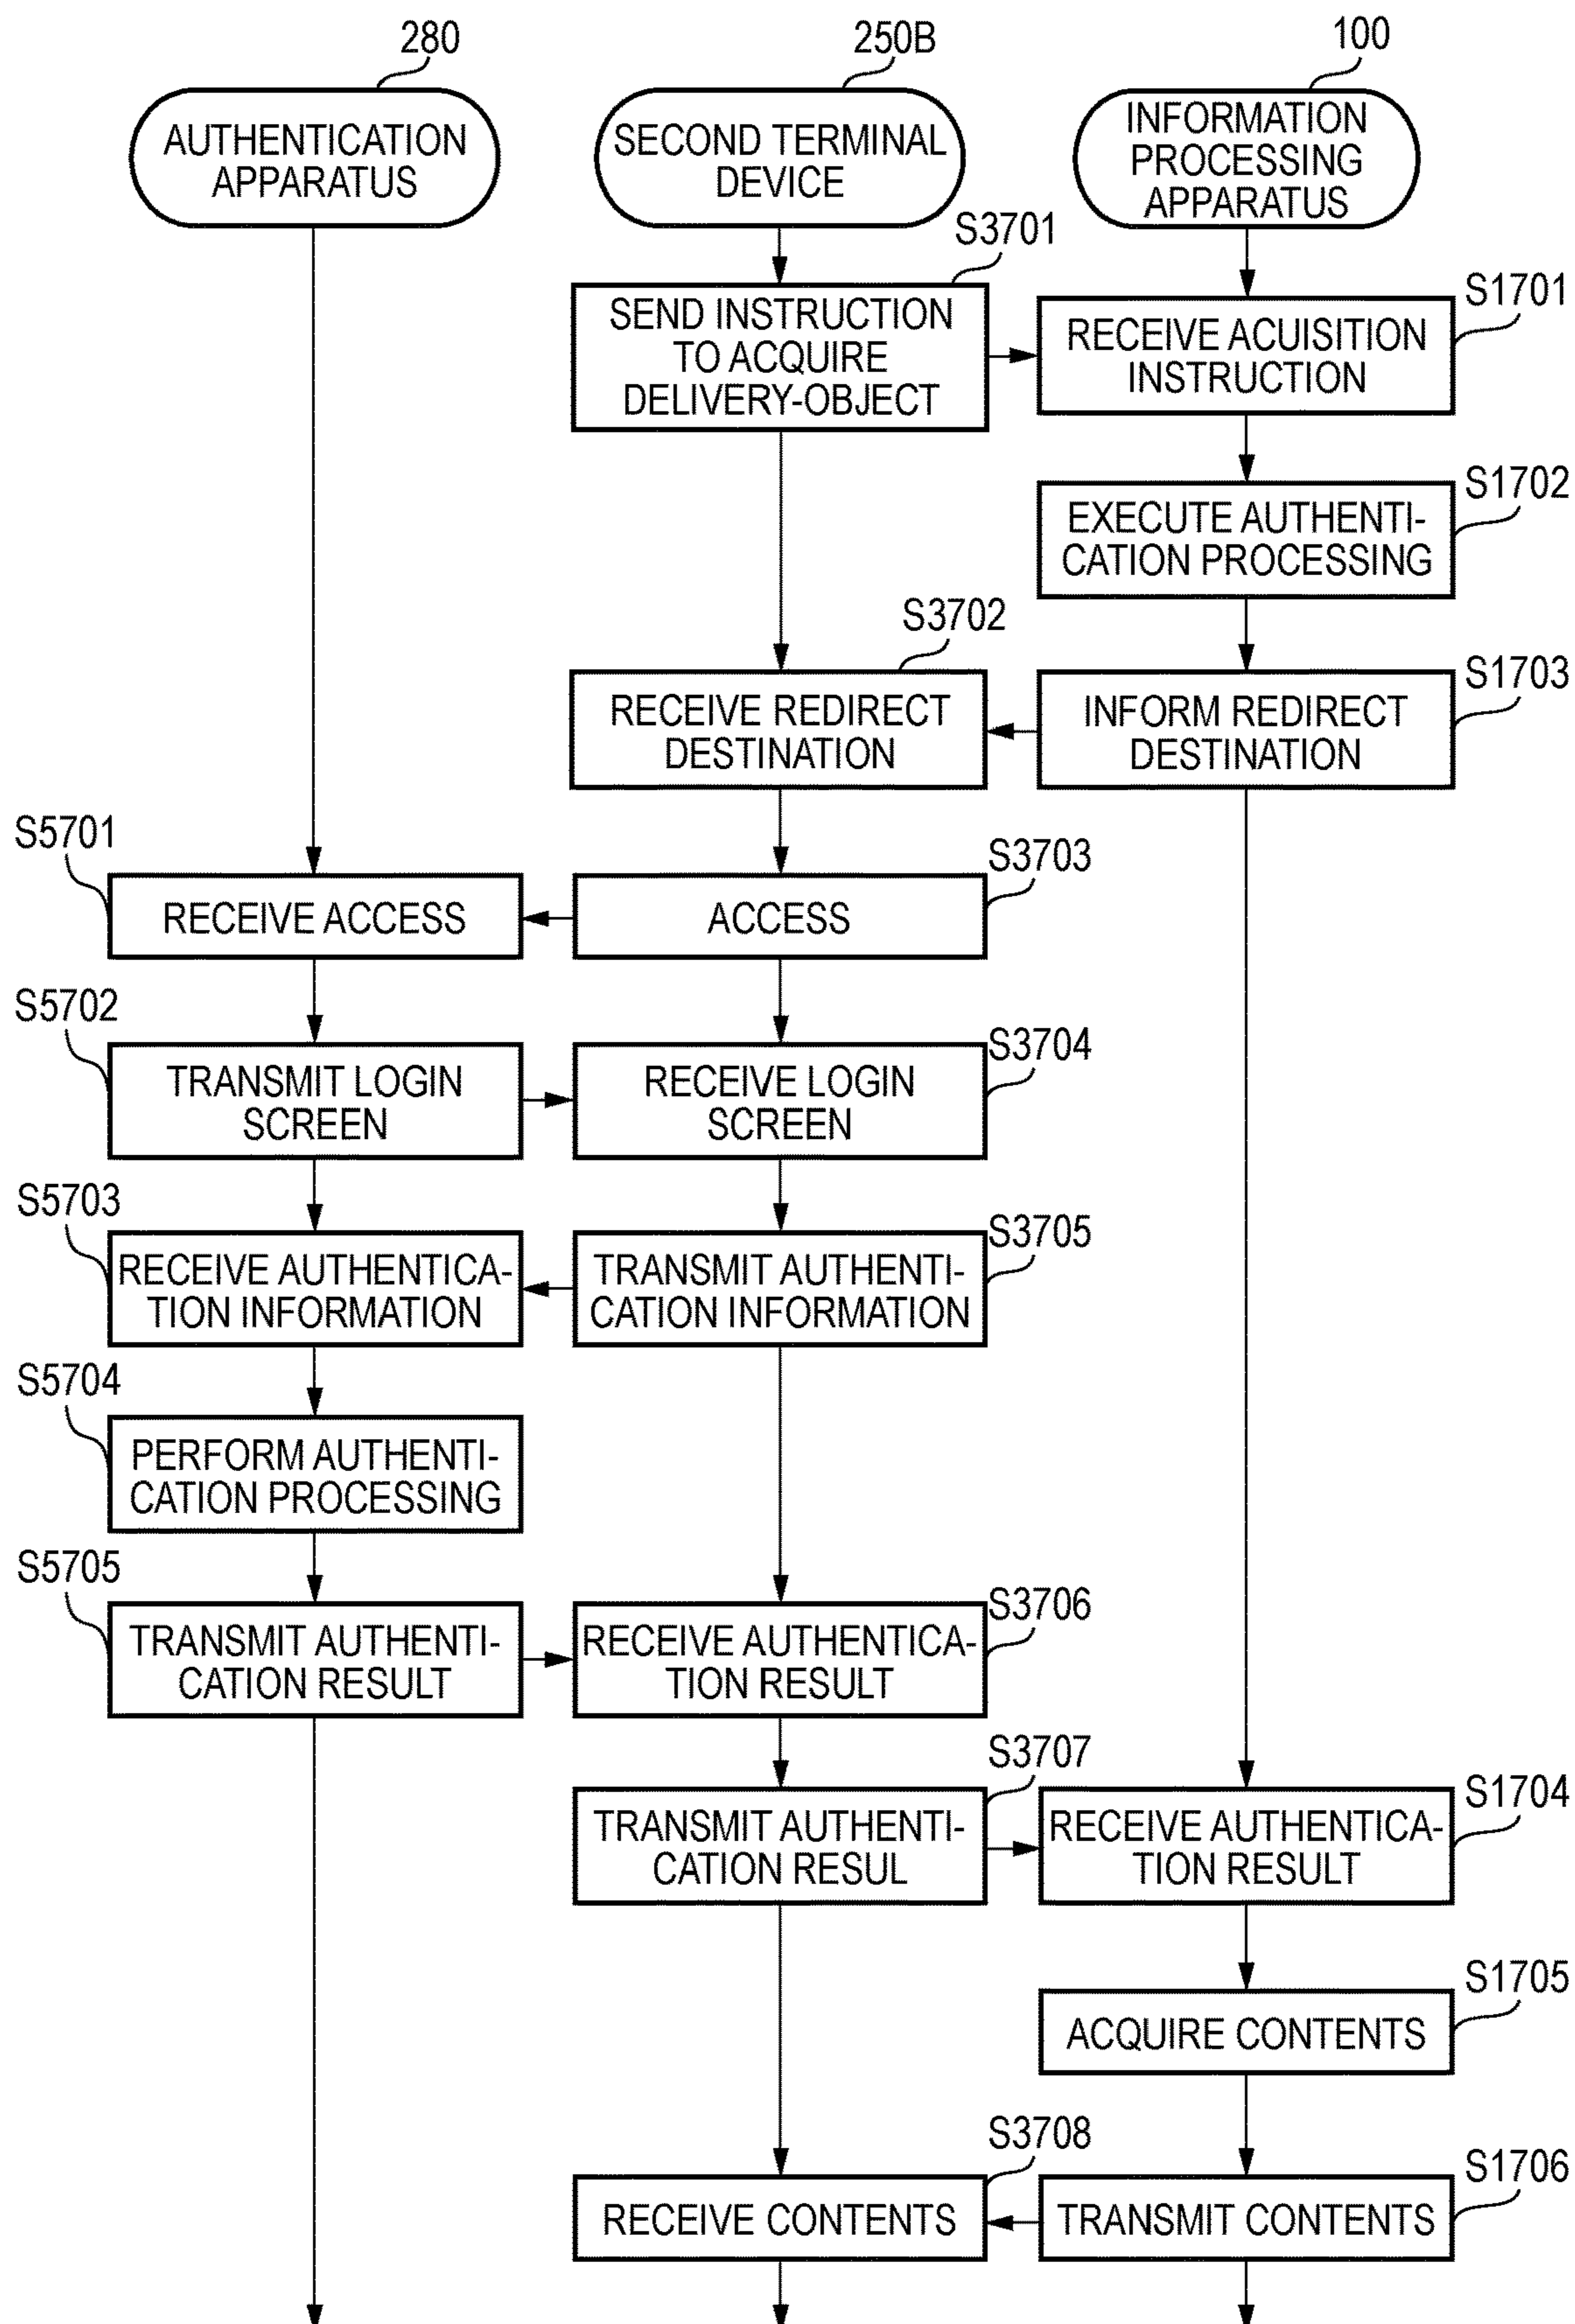 280
250B
100
AUTHENTICATION
APPARATUS
SECOND TERMINAL
DEVICE
INFORMATION
PROCESSING
APPARATUS
S3701
SEND INSTRUCTION
TO ACQUIRE
DELIVERY-OBJECT
S1701
RECEIVE ACUISITION
INSTRUCTION
S1702
EXECUTE AUTHENTI-
CATION PROCESSING
S3702
RECEIVE REDIRECT
DESTINATION
S1703
INFORM REDIRECT
DESTINATION
S5701
RECEIVE ACCESS
S3703
ACCESS
S5702
TRANSMIT LOGIN
SCREEN
S3704
RECEIVE LOGIN
SCREEN
S5703
RECEIVE AUTHENTICA-
TION INFORMATION
S3705
TRANSMIT AUTHENTI-
CATION INFORMATION
S5704
PERFORM AUTHENTI-
CATION PROCESSING
S5705
TRANSMIT AUTHENTI-
CATION RESULT
S3706
RECEIVE AUTHENTICA-
TION RESULT
S3707
TRANSMIT AUTHENTI-
CATION RESUL
S1704
RECEIVE AUTHENTICA-
TION RESULT
S1705
ACQUIRE CONTENTS
S3708
RECEIVE CONTENTS
S1706
TRANSMIT CONTENTS